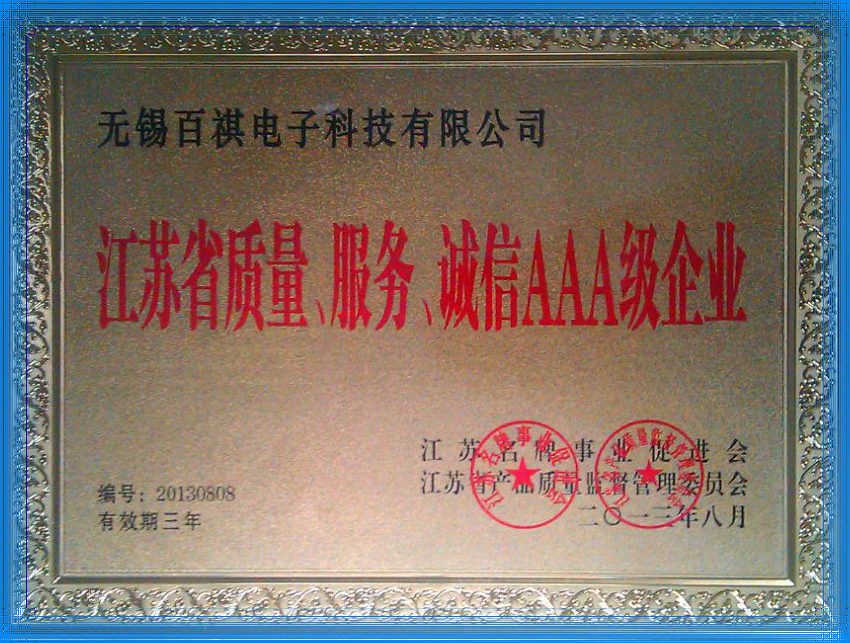 无锡百祺电子科技有限公司
江苏省质量、服务、诚信AAA级企业
江苏名牌事业促进会
江苏省产品质量监督管理委员会
二〇一三年八月
编号：20130808
有效期三年